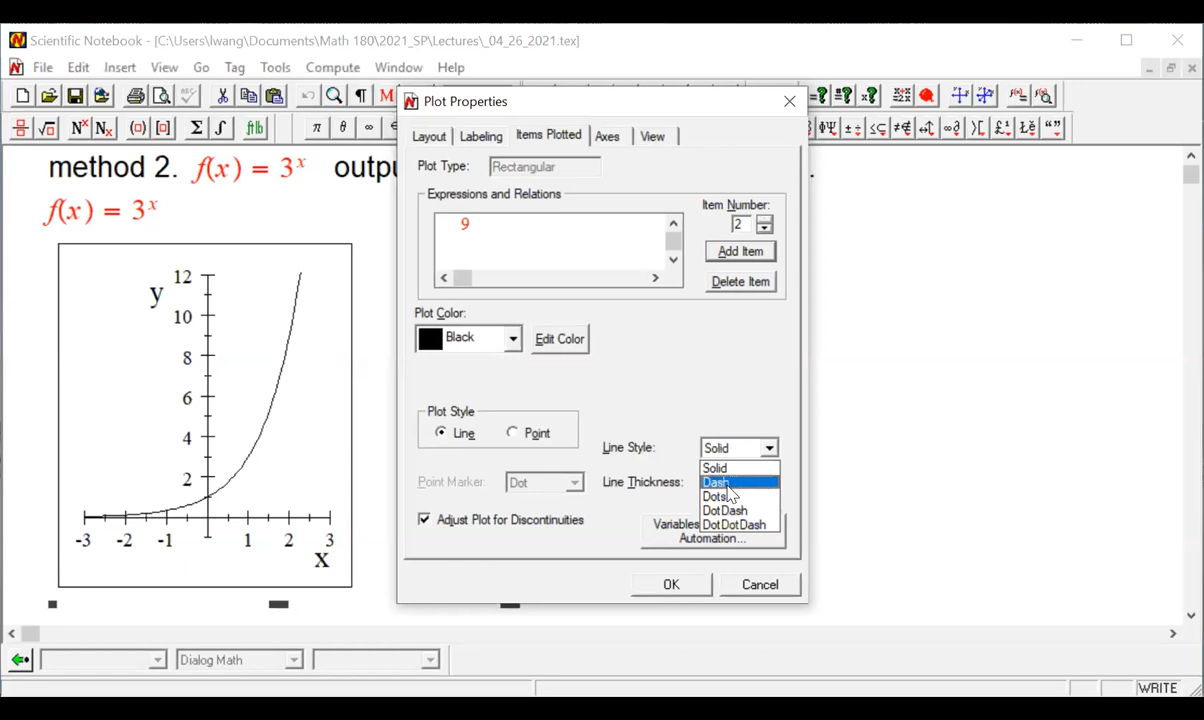 Scientific Notebook - [C:\Users\lwang\Documents\Math 180\2021_SP\Lectures\_04_26_2021.tex]
File Edit Insert View Go Tag Tools Compute Window Help
Plot Properties
Layout Labeling Items Plotted Axes View
method 2. f(x) = 3^x outpu
f(x) = 3^x
Plot Type: Rectangular
Expressions and Relations
9
Item Number:
2
Add Item
Delete Item
Plot Color:
Black
Edit Color
Plot Style
Line Point
Line Style: Solid
Point Marker: Dot
Line Thickness:
Solid
Dash
Dots
DotDash
DotDotDash
Adjust Plot for Discontinuities
Variables
Automation...
OK Cancel
y
12
10
8
6
4
2
-3 -2 -1 1 2 3
x
Dialog Math
WRITE